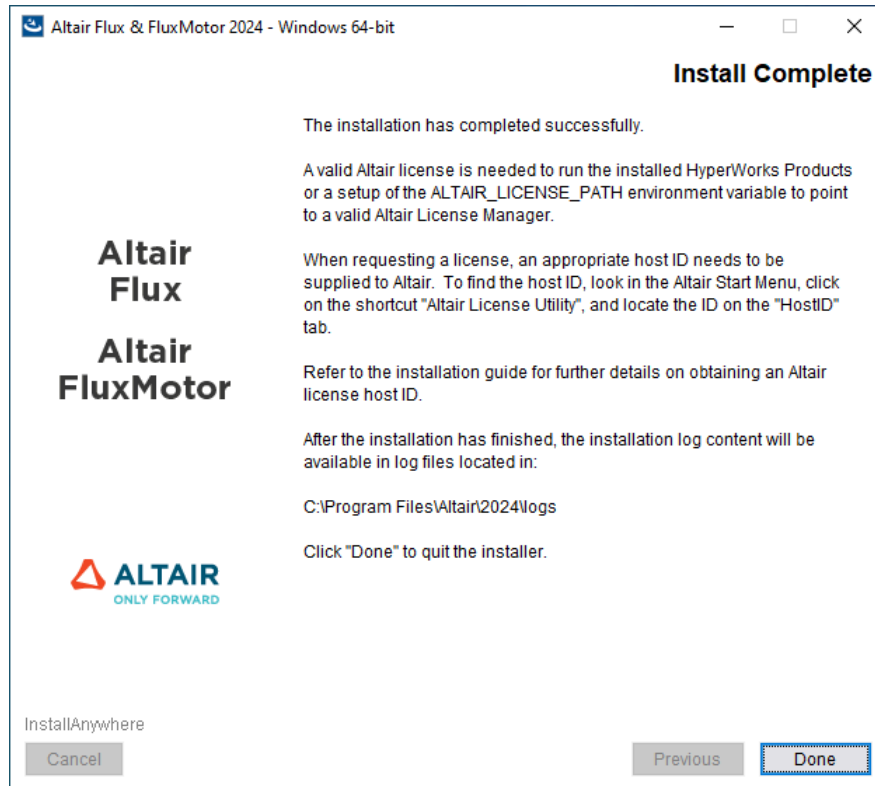 Altair Flux & FluxMotor 2024 - Windows 64-bit
Install Complete
The installation has completed successfully.
A valid Altair license is needed to run the installed HyperWorks Products
or a setup of the ALTAIR_LICENSE_PATH environment variable to point
to a valid Altair License Manager.
When requesting a license, an appropriate host ID needs to be
supplied to Altair.  To find the host ID, look in the Altair Start Menu, click
on the shortcut "Altair License Utility", and locate the ID on the "HostID"
tab.
Refer to the installation guide for further details on obtaining an Altair
license host ID.
After the installation has finished, the installation log content will be
available in log files located in:
C:\Program Files\Altair\2024\logs
Click "Done" to quit the installer.
Altair
Flux
Altair
FluxMotor
ALTAIR
ONLY FORWARD
InstallAnywhere
Cancel
Previous
Done